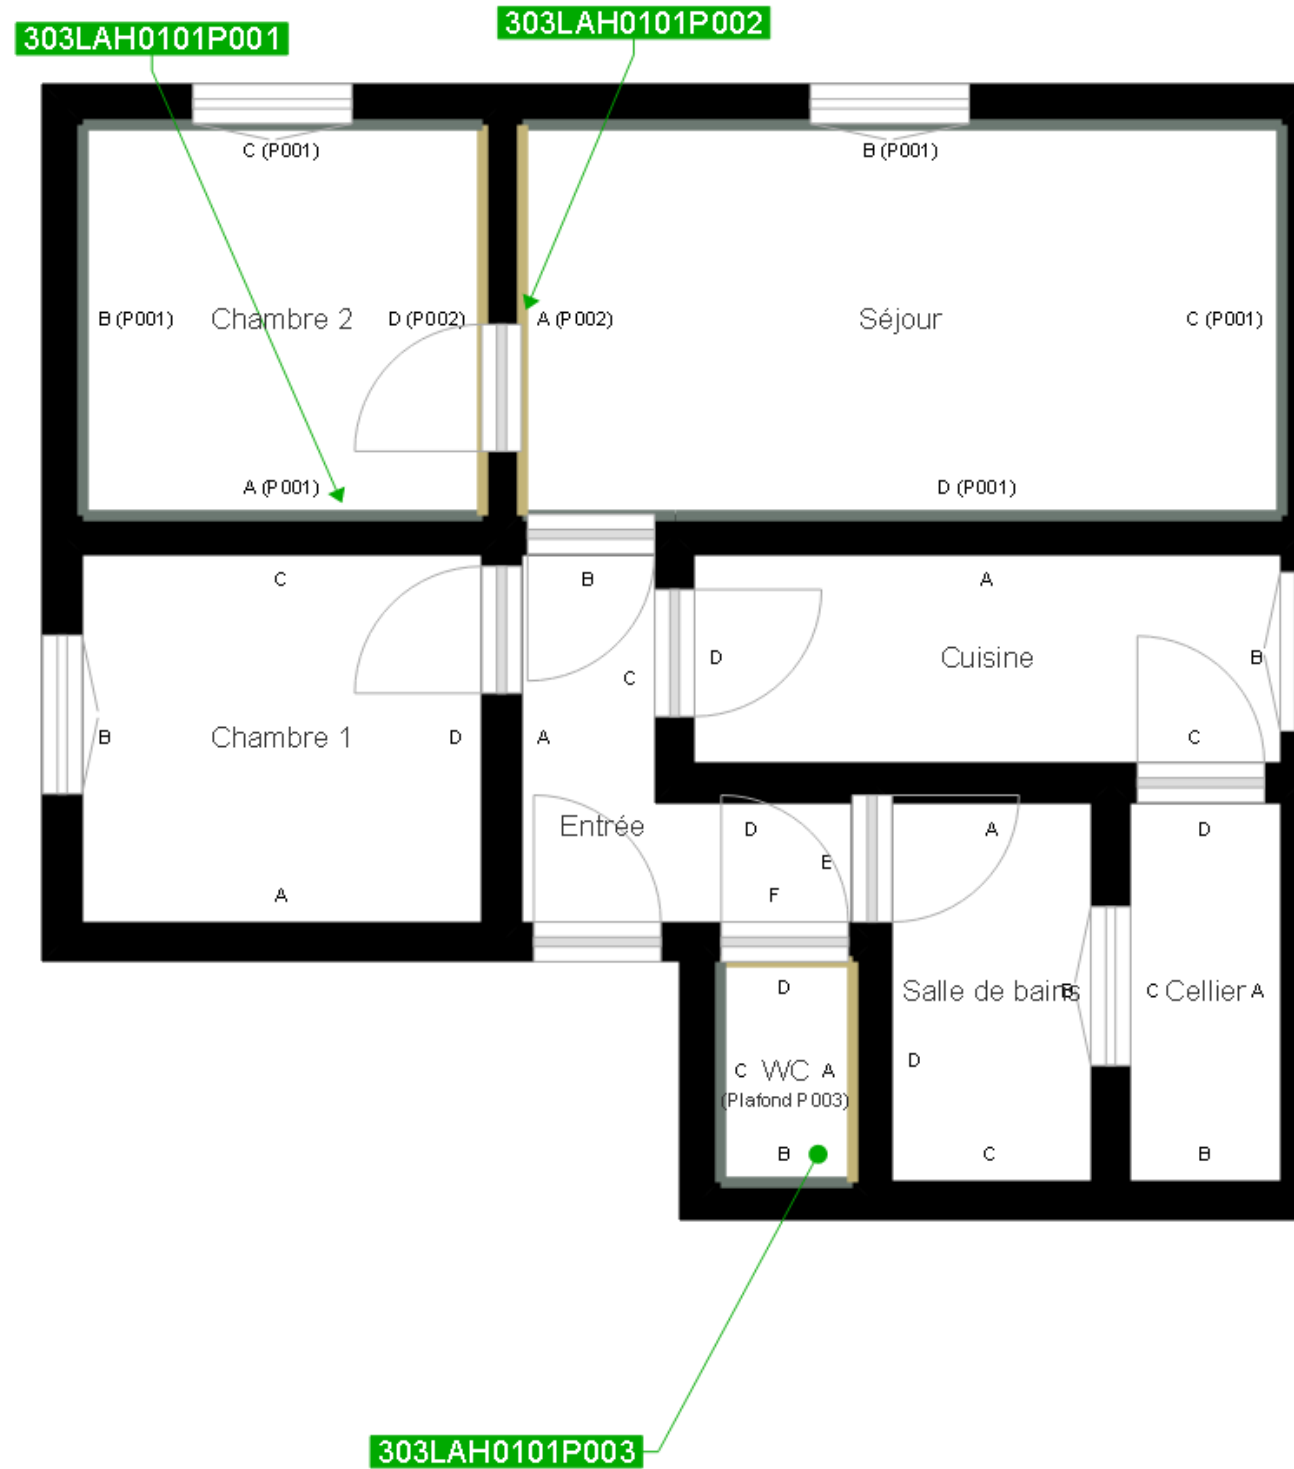 303LAH0101P001
303LAH0101P002
C (P001)
B (P001)
B (P001)
Chambre 2
D (P002)
A (P002)
Séjour
C (P001)
A (P001)
D (P001)
C
B
A
D
Cuisine
B
C
B
Chambre 1
D
A
C
Entrée
D
E
F
A
D
A
D
Salle de bains
B
C
Cellier
A
C
WC
A
D
(Plafond P003)
B
C
B
303LAH0101P003